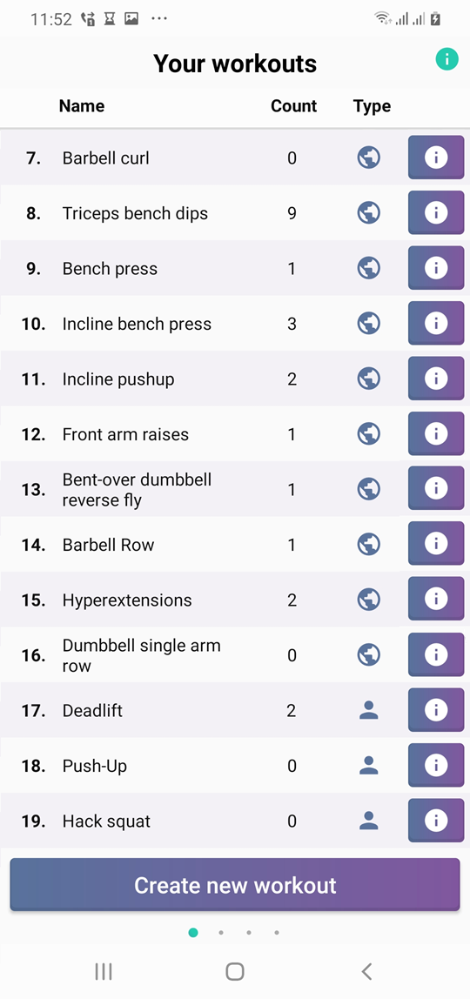 11:52
Your workouts
Name Count Type
7. Barbell curl 0
8. Triceps bench dips 9
9. Bench press 1
10. Incline bench press 3
11. Incline pushup 2
12. Front arm raises 1
13. Bent-over dumbbell
reverse fly 1
14. Barbell Row 1
15. Hyperextensions 2
16. Dumbbell single arm
row 0
17. Deadlift 2
18. Push-Up 0
19. Hack squat 0
Create new workout